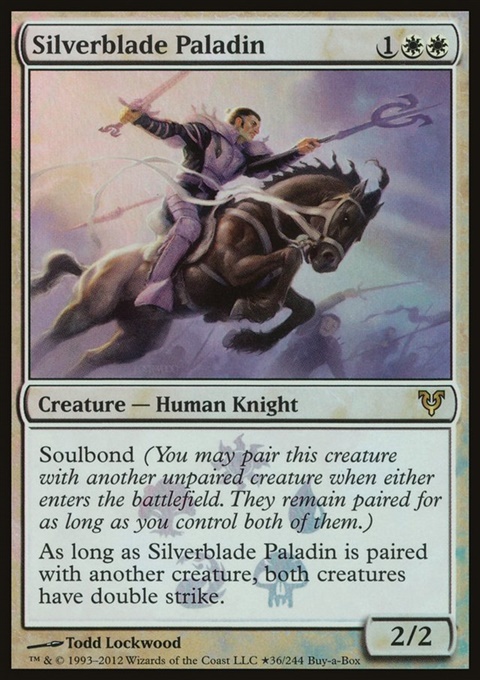 Silverblade Paladin 1
Creature — Human Knight
Soulbond (You may pair this creature
with another unpaired creature when either
enters the battlefield. They remain paired for
as long as you control both of them.)
As long as Silverblade Paladin is paired
with another creature, both creatures
have double strike.
Todd Lockwood
2/2
™ & © 1993–2012 Wizards of the Coast LLC ★36/244 Buy-a-Box